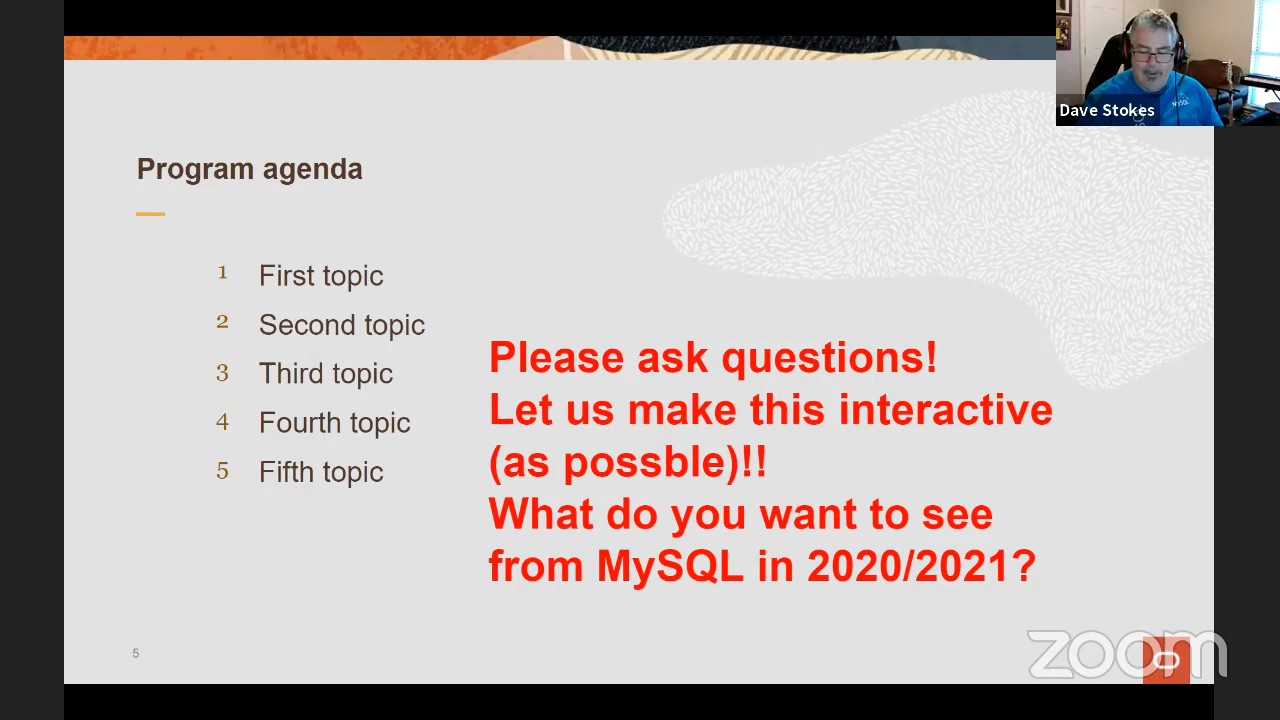 Dave Stokes
Program agenda
1 First topic
2 Second topic
3 Third topic
4 Fourth topic
5 Fifth topic
Please ask questions!
Let us make this interactive
(as possble)!!
What do you want to see
from MySQL in 2020/2021?
5
zoom
MySQL